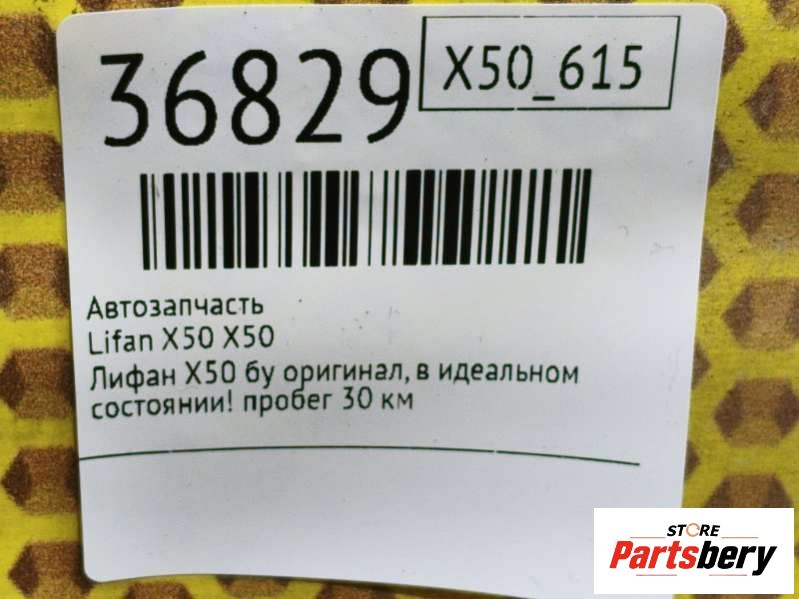 36829
X50_615
Автозапчасть
Lifan X50 X50
Лифан X50 бу оригинал, в идеальном
состоянии! пробег 30 км
STORE
Partsbery